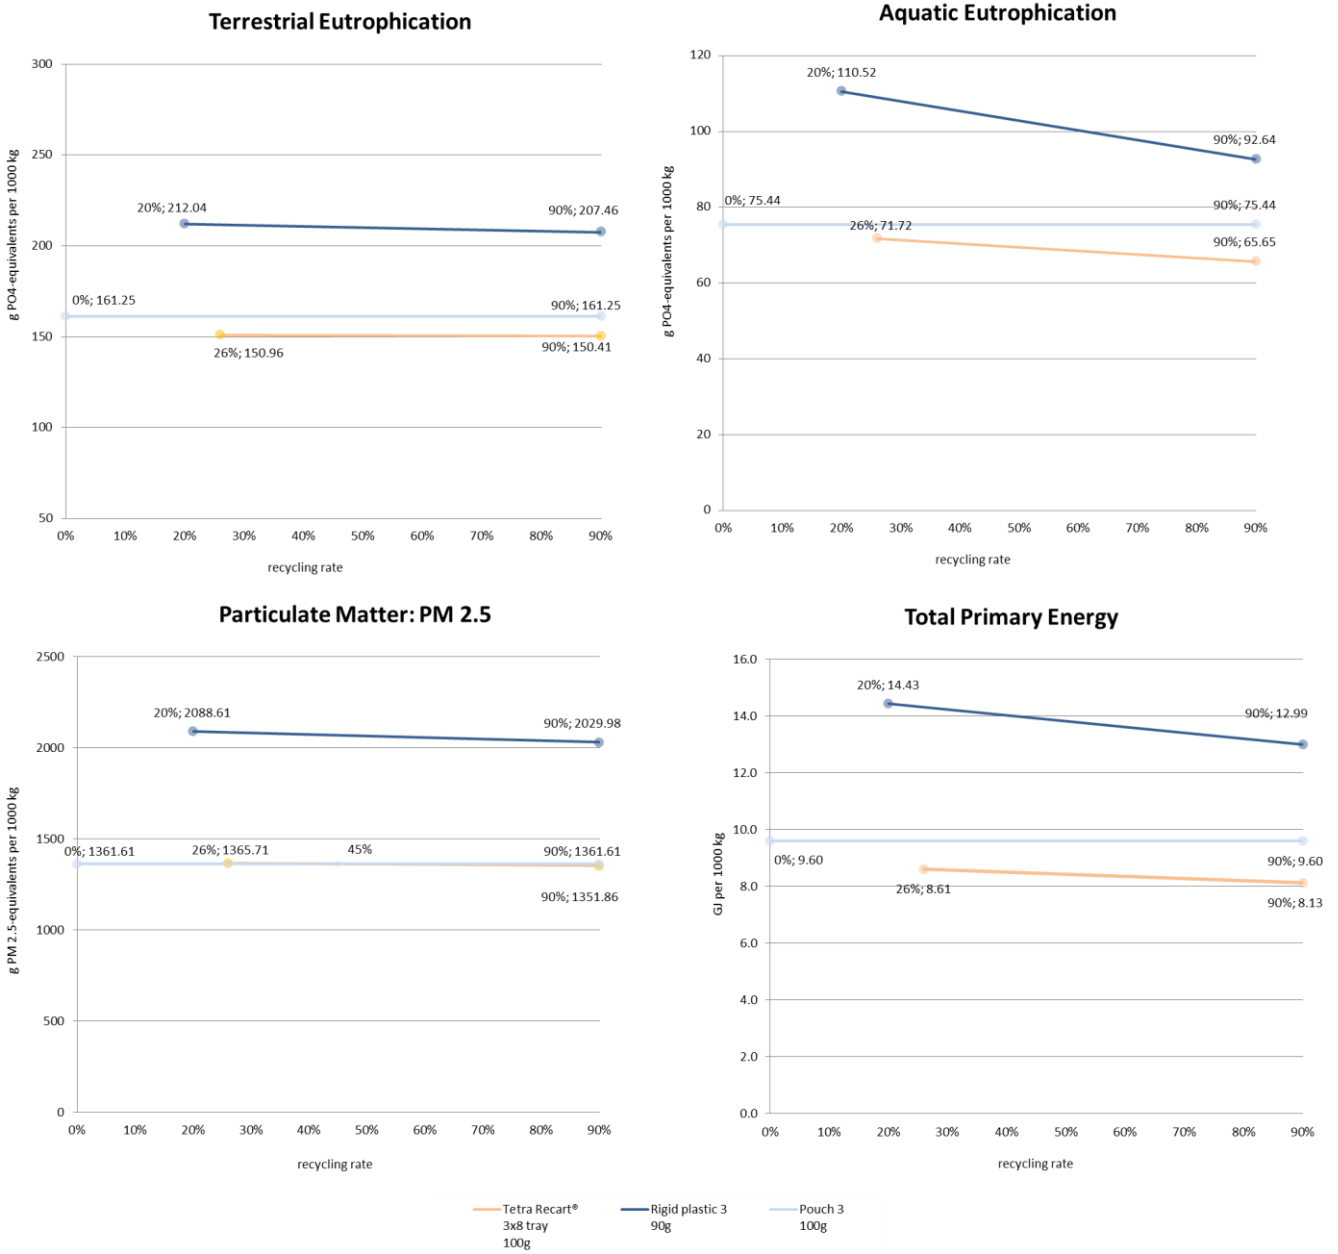 Terrestrial Eutrophication
300
250
200
150
100
50
g PO4-equivalents per 1000 kg
20%; 212.04
90%; 207.46
0%; 161.25
90%; 161.25
26%; 150.96
90%; 150.41
0% 10% 20% 30% 40% 50% 60% 70% 80% 90%
recycling rate
Aquatic Eutrophication
120
100
80
60
40
20
0
g PO4-equivalents per 1000 kg
20%; 110.52
90%; 92.64
0%; 75.44
90%; 75.44
26%; 71.72
90%; 65.65
0% 10% 20% 30% 40% 50% 60% 70% 80% 90%
recycling rate
Particulate Matter: PM 2.5
2500
2000
1500
1000
500
0
g PM 2.5-equivalents per 1000 kg
20%; 2088.61
90%; 2029.98
0%; 1361.61
26%; 1365.71
45%
90%; 1361.61
90%; 1351.86
0% 10% 20% 30% 40% 50% 60% 70% 80% 90%
recycling rate
Total Primary Energy
16.0
14.0
12.0
10.0
8.0
6.0
4.0
2.0
0.0
GJ per 1000 kg
20%; 14.43
90%; 12.99
0%; 9.60
90%; 9.60
26%; 8.61
90%; 8.13
0% 10% 20% 30% 40% 50% 60% 70% 80% 90%
recycling rate
Tetra Recart®
3x8 tray
100g
Rigid plastic 3
90g
Pouch 3
100g